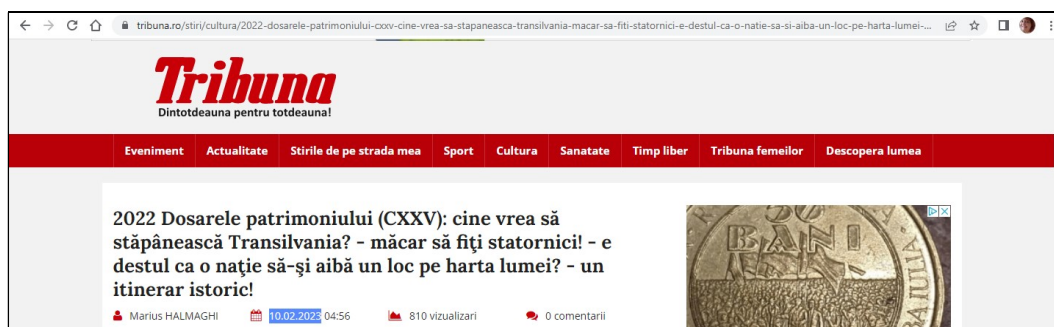 tribuna.ro/stiri/cultura/2022-dosarele-patrimoniului-cxxv-cine-vrea-sa-stapaneasca-transilvania-macar-sa-fiti-statornici-e-destul-ca-o-natie-sa-si-aiba-un-loc-pe-harta-lumei-...
Tribuna
Dintotdeauna pentru totdeauna!
Eveniment Actualitate Stirile de pe strada mea Sport Cultura Sanatate Timp liber Tribuna femeilor Descopera lumea
2022 Dosarele patrimoniului (CXXV): cine vrea să
stăpânească Transilvania? - măcar să fiţi statornici! - e
destul ca o naţie să-şi aibă un loc pe harta lumei? - un
itinerar istoric!
Marius HALMAGHI 10.02.2023 04:56 810 vizualizari 0 comentarii
50
BANI
IULIA